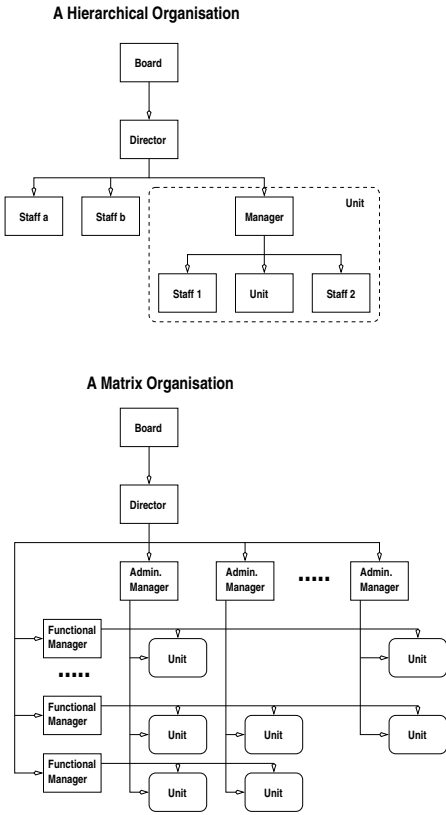 A Hierarchical Organisation
Board
Director
Staff a
Staff b
Manager
Unit
Staff 1
Unit
Staff 2
A Matrix Organisation
Board
Director
Admin.
Manager
Admin.
Manager
.....
Admin.
Manager
Functional
Manager
Unit
Unit
.....
Functional
Manager
Unit
Unit
Unit
Functional
Manager
Unit
Unit